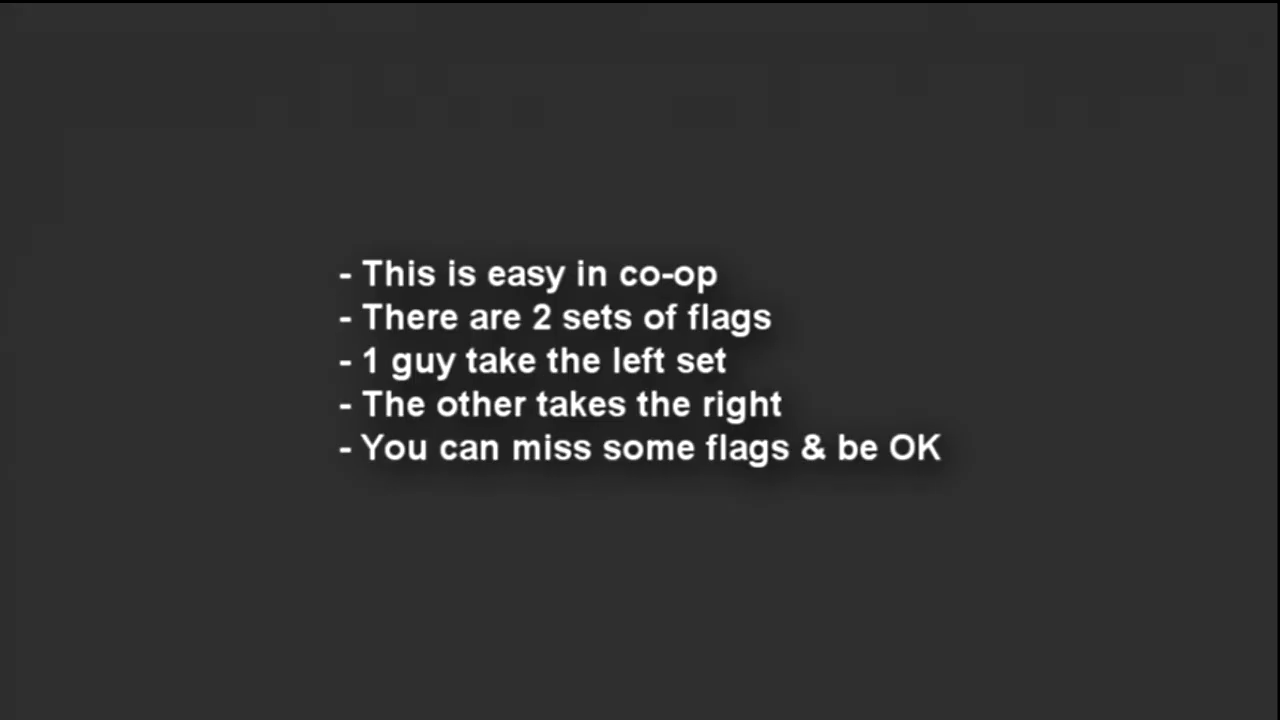 - This is easy in co-op
- There are 2 sets of flags
- 1 guy take the left set
- The other takes the right
- You can miss some flags & be OK